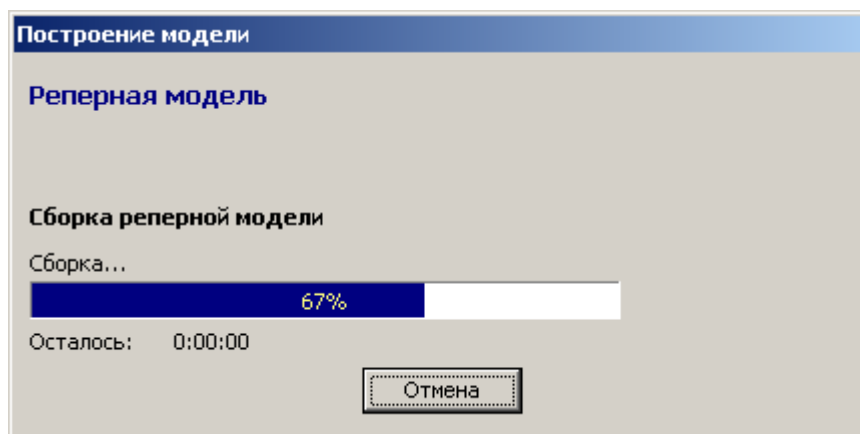 Построение модели
Реперная модель
Сборка реперной модели
Сборка...
67%
Осталось: 0:00:00
Отмена